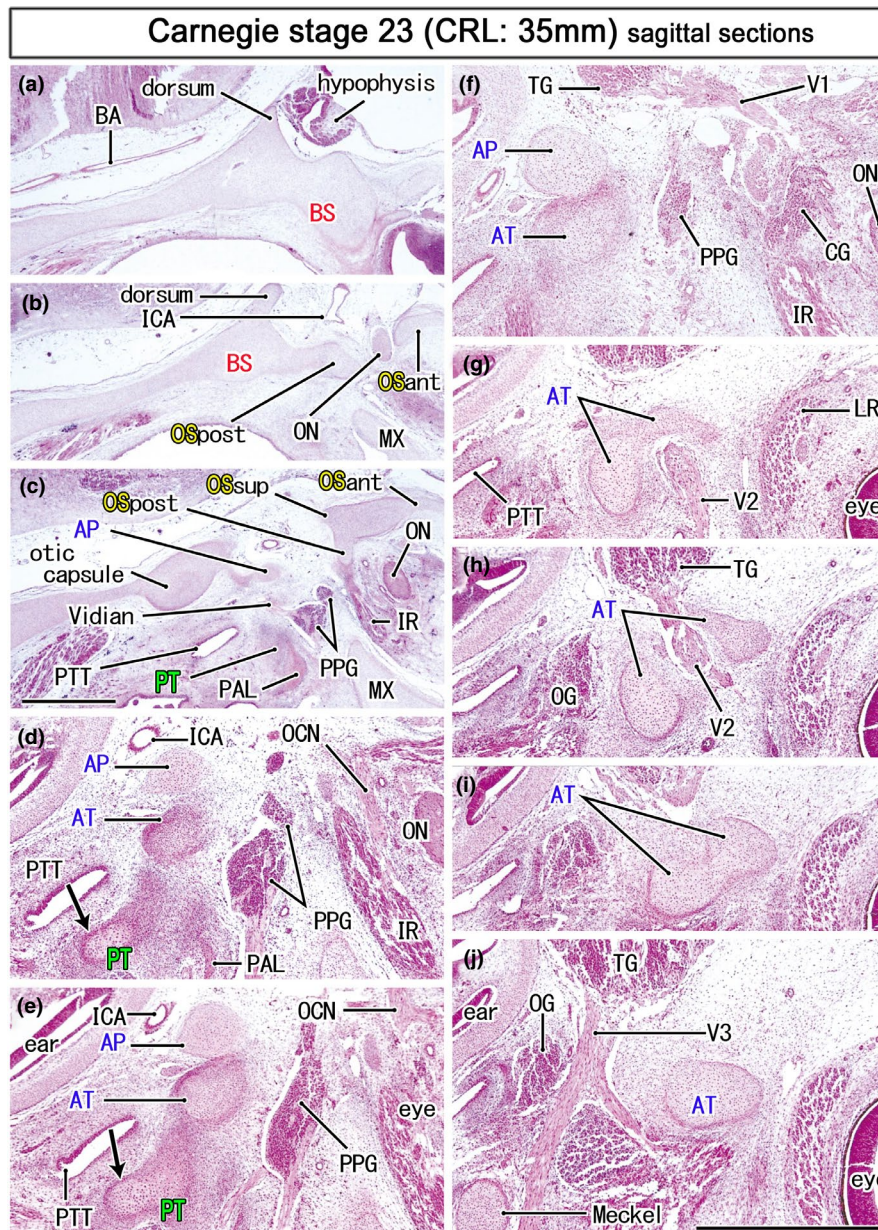 Carnegie stage 23 (CRL: 35mm) sagittal sections
(a)
dorsum hypophysis
BA
BS
(b)
dorsum
ICA
BS
OSant
OSpost ON MX
(c)
OSpost OSsup OSant
AP
ON
otic
capsule
Vidian
IR
PTT PT PAL PPG MX
(d)
ICA OCN
AP
AT
ON
PTT
PPG
IR
PT PAL
(e)
ICA OCN
ear
AP
AT
eye
PPG
PTT PT
(f)
TG V1
AP
ON
AT
PPG CG
IR
(g)
AT LR
PTT V2 eye
(h)
TG
AT
OG
V2
(i)
AT
(j)
TG
ear
OG
V3
AT
Meckel eye